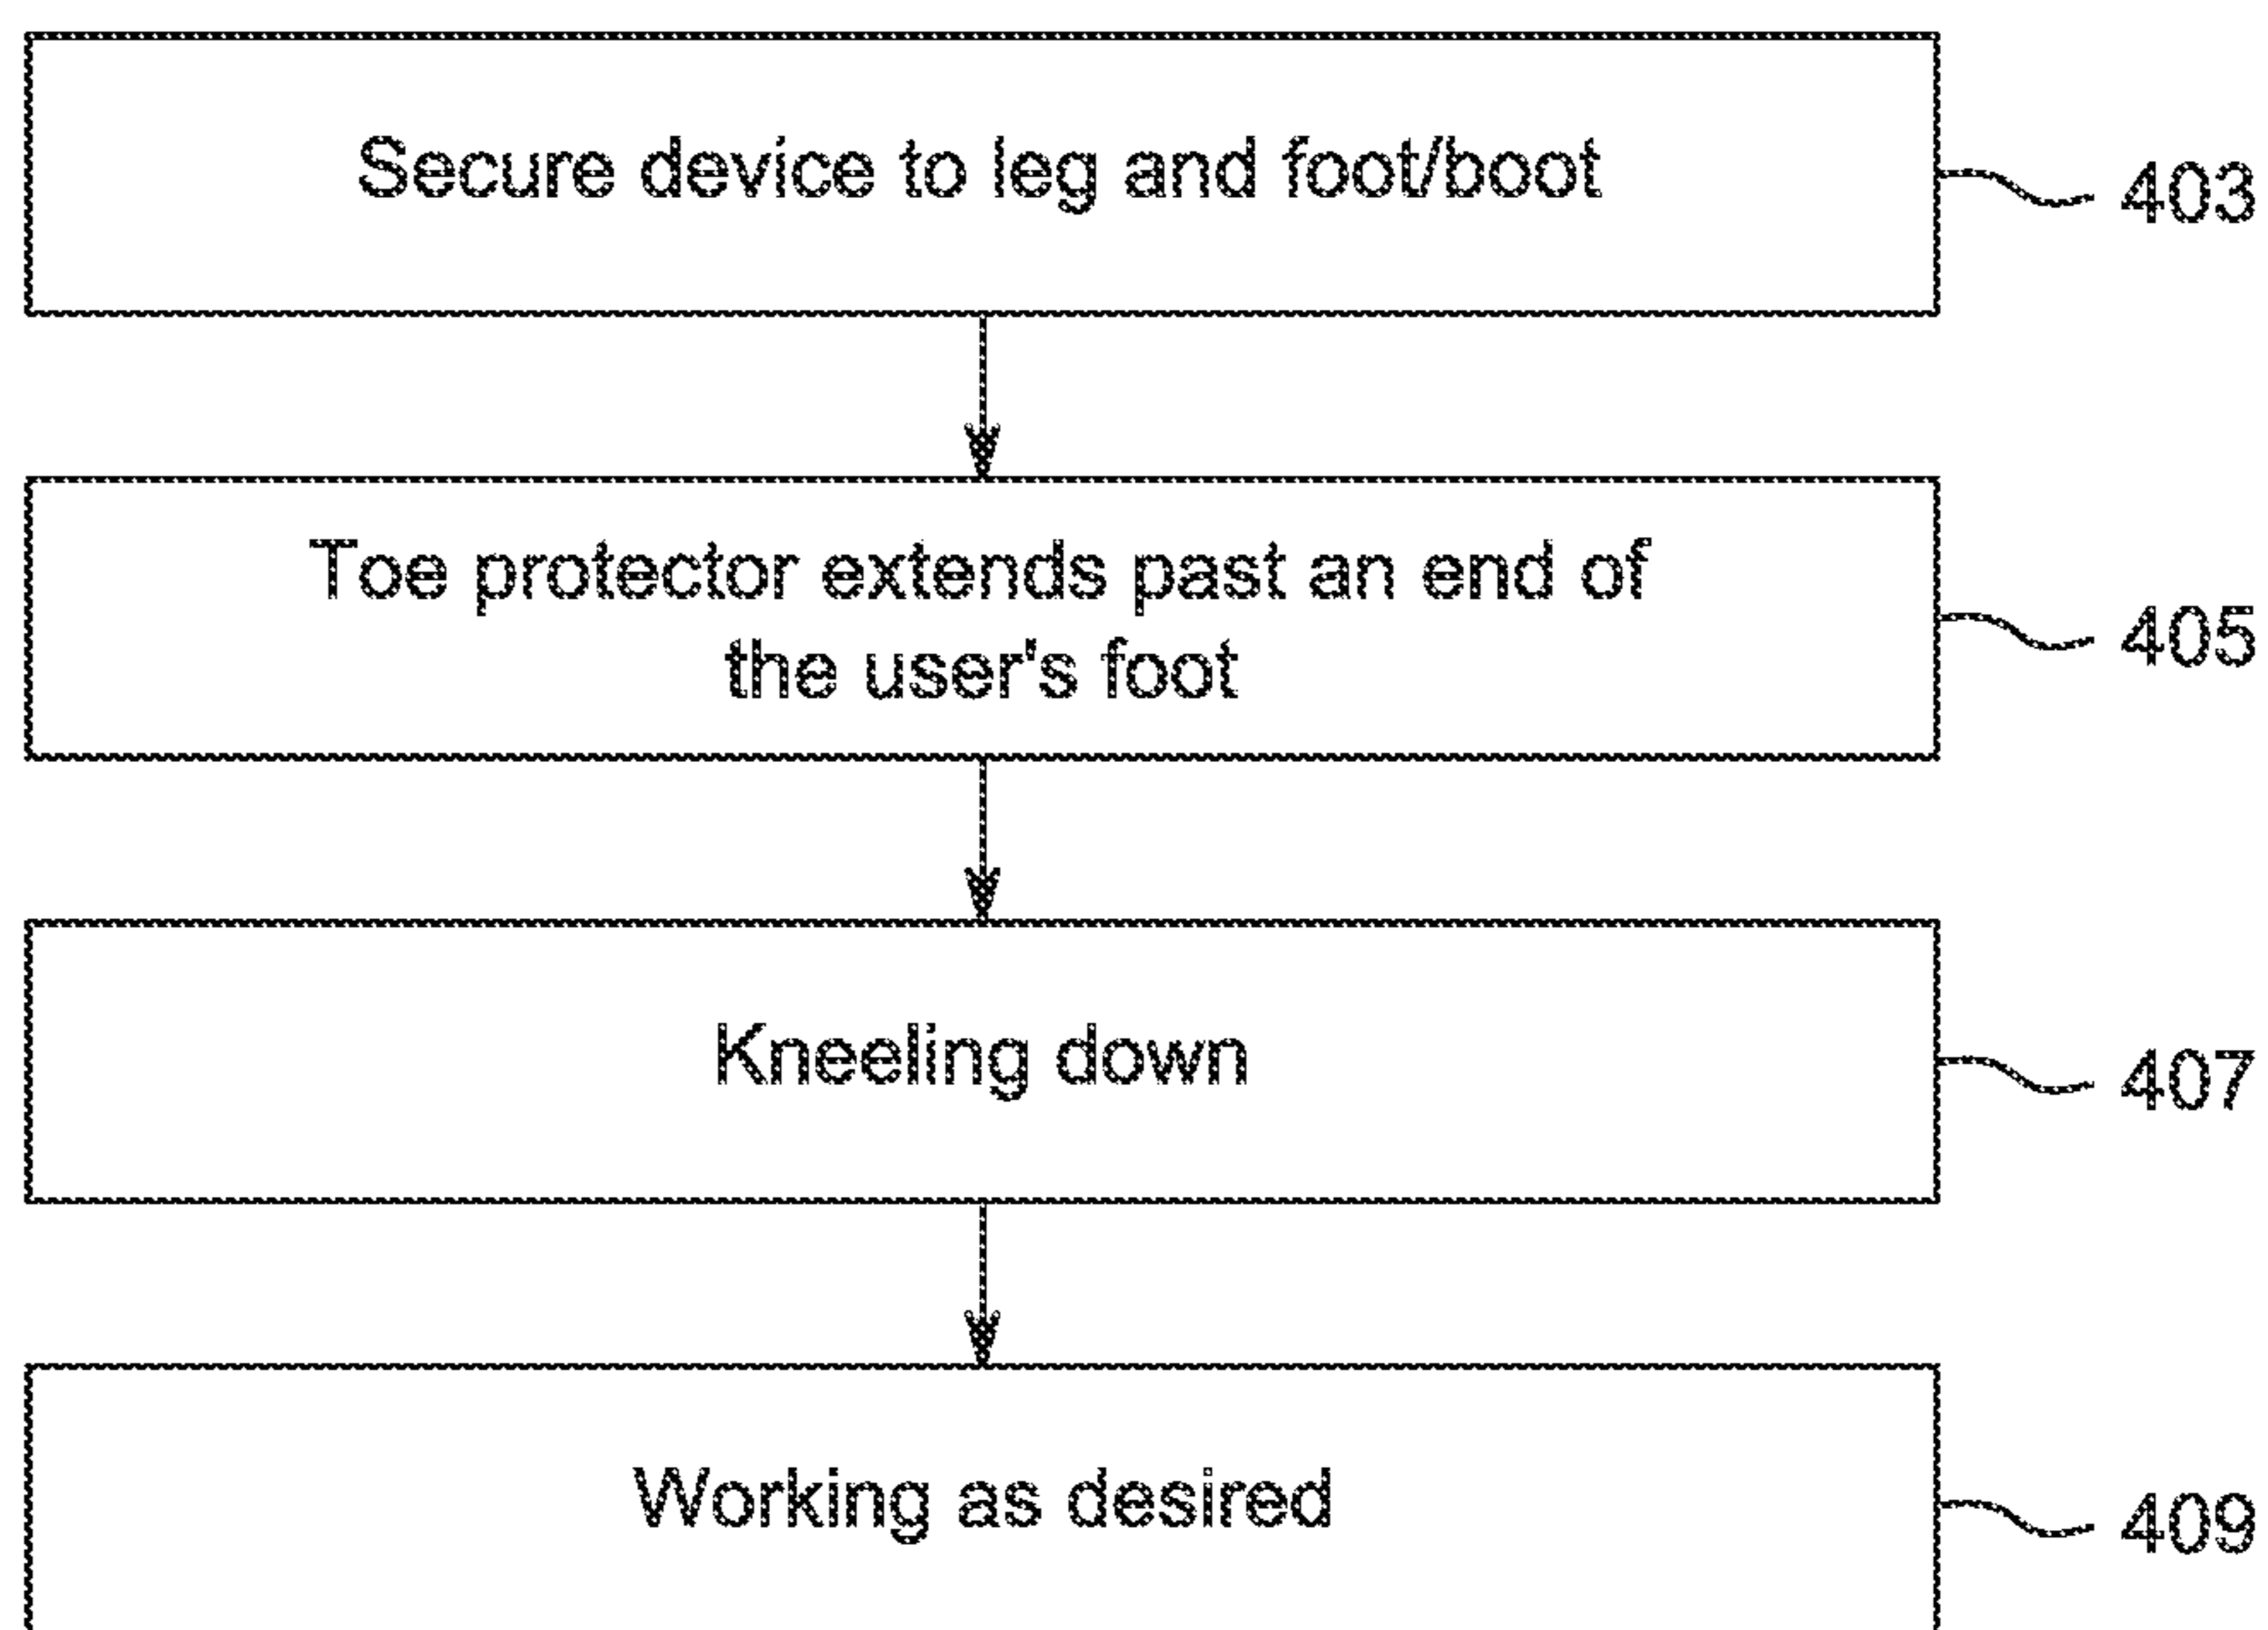 Secure device to leg and foot/boot
403
Toe protector extends past an end of
the user's foot
405
Kneeling down
407
Working as desired
409